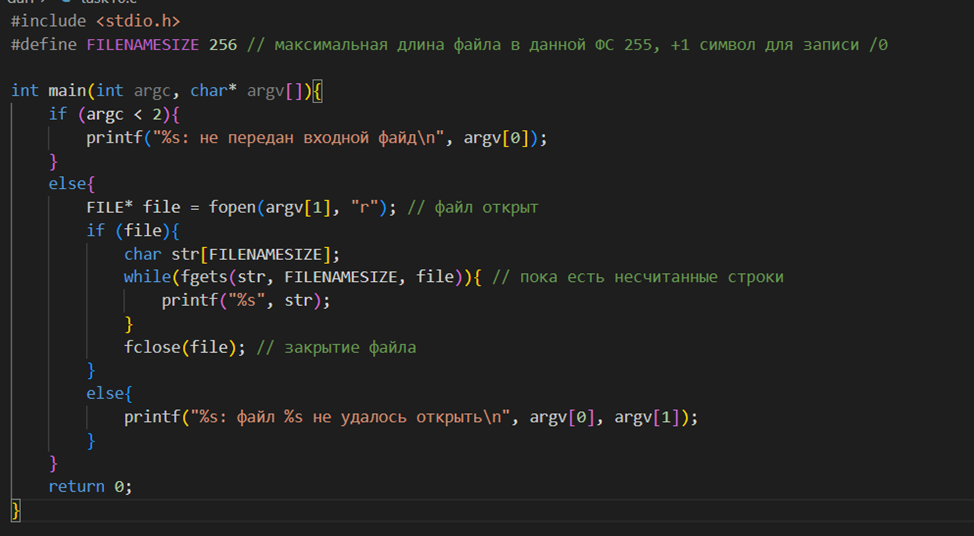 #include <stdio.h>
#define FILENAMESIZE 256 // максимальная длина файла в данной ФС 255, +1 символ для записи /0
int main(int argc, char* argv[]){
if (argc < 2){
printf("%s: не передан входной файд\n", argv[0]);
}
else{
FILE* file = fopen(argv[1], "r"); // файл открыт
if (file){
char str[FILENAMESIZE];
while(fgets(str, FILENAMESIZE, file)){ // пока есть несчитанные строки
printf("%s", str);
}
fclose(file); // закрытие файла
}
else{
printf("%s: файл %s не удалось открыть\n", argv[0], argv[1]);
}
}
return 0;
}